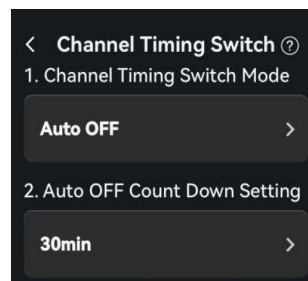 Channel Timing Switch
1. Channel Timing Switch Mode
Auto OFF
2. Auto OFF Count Down Setting
30min